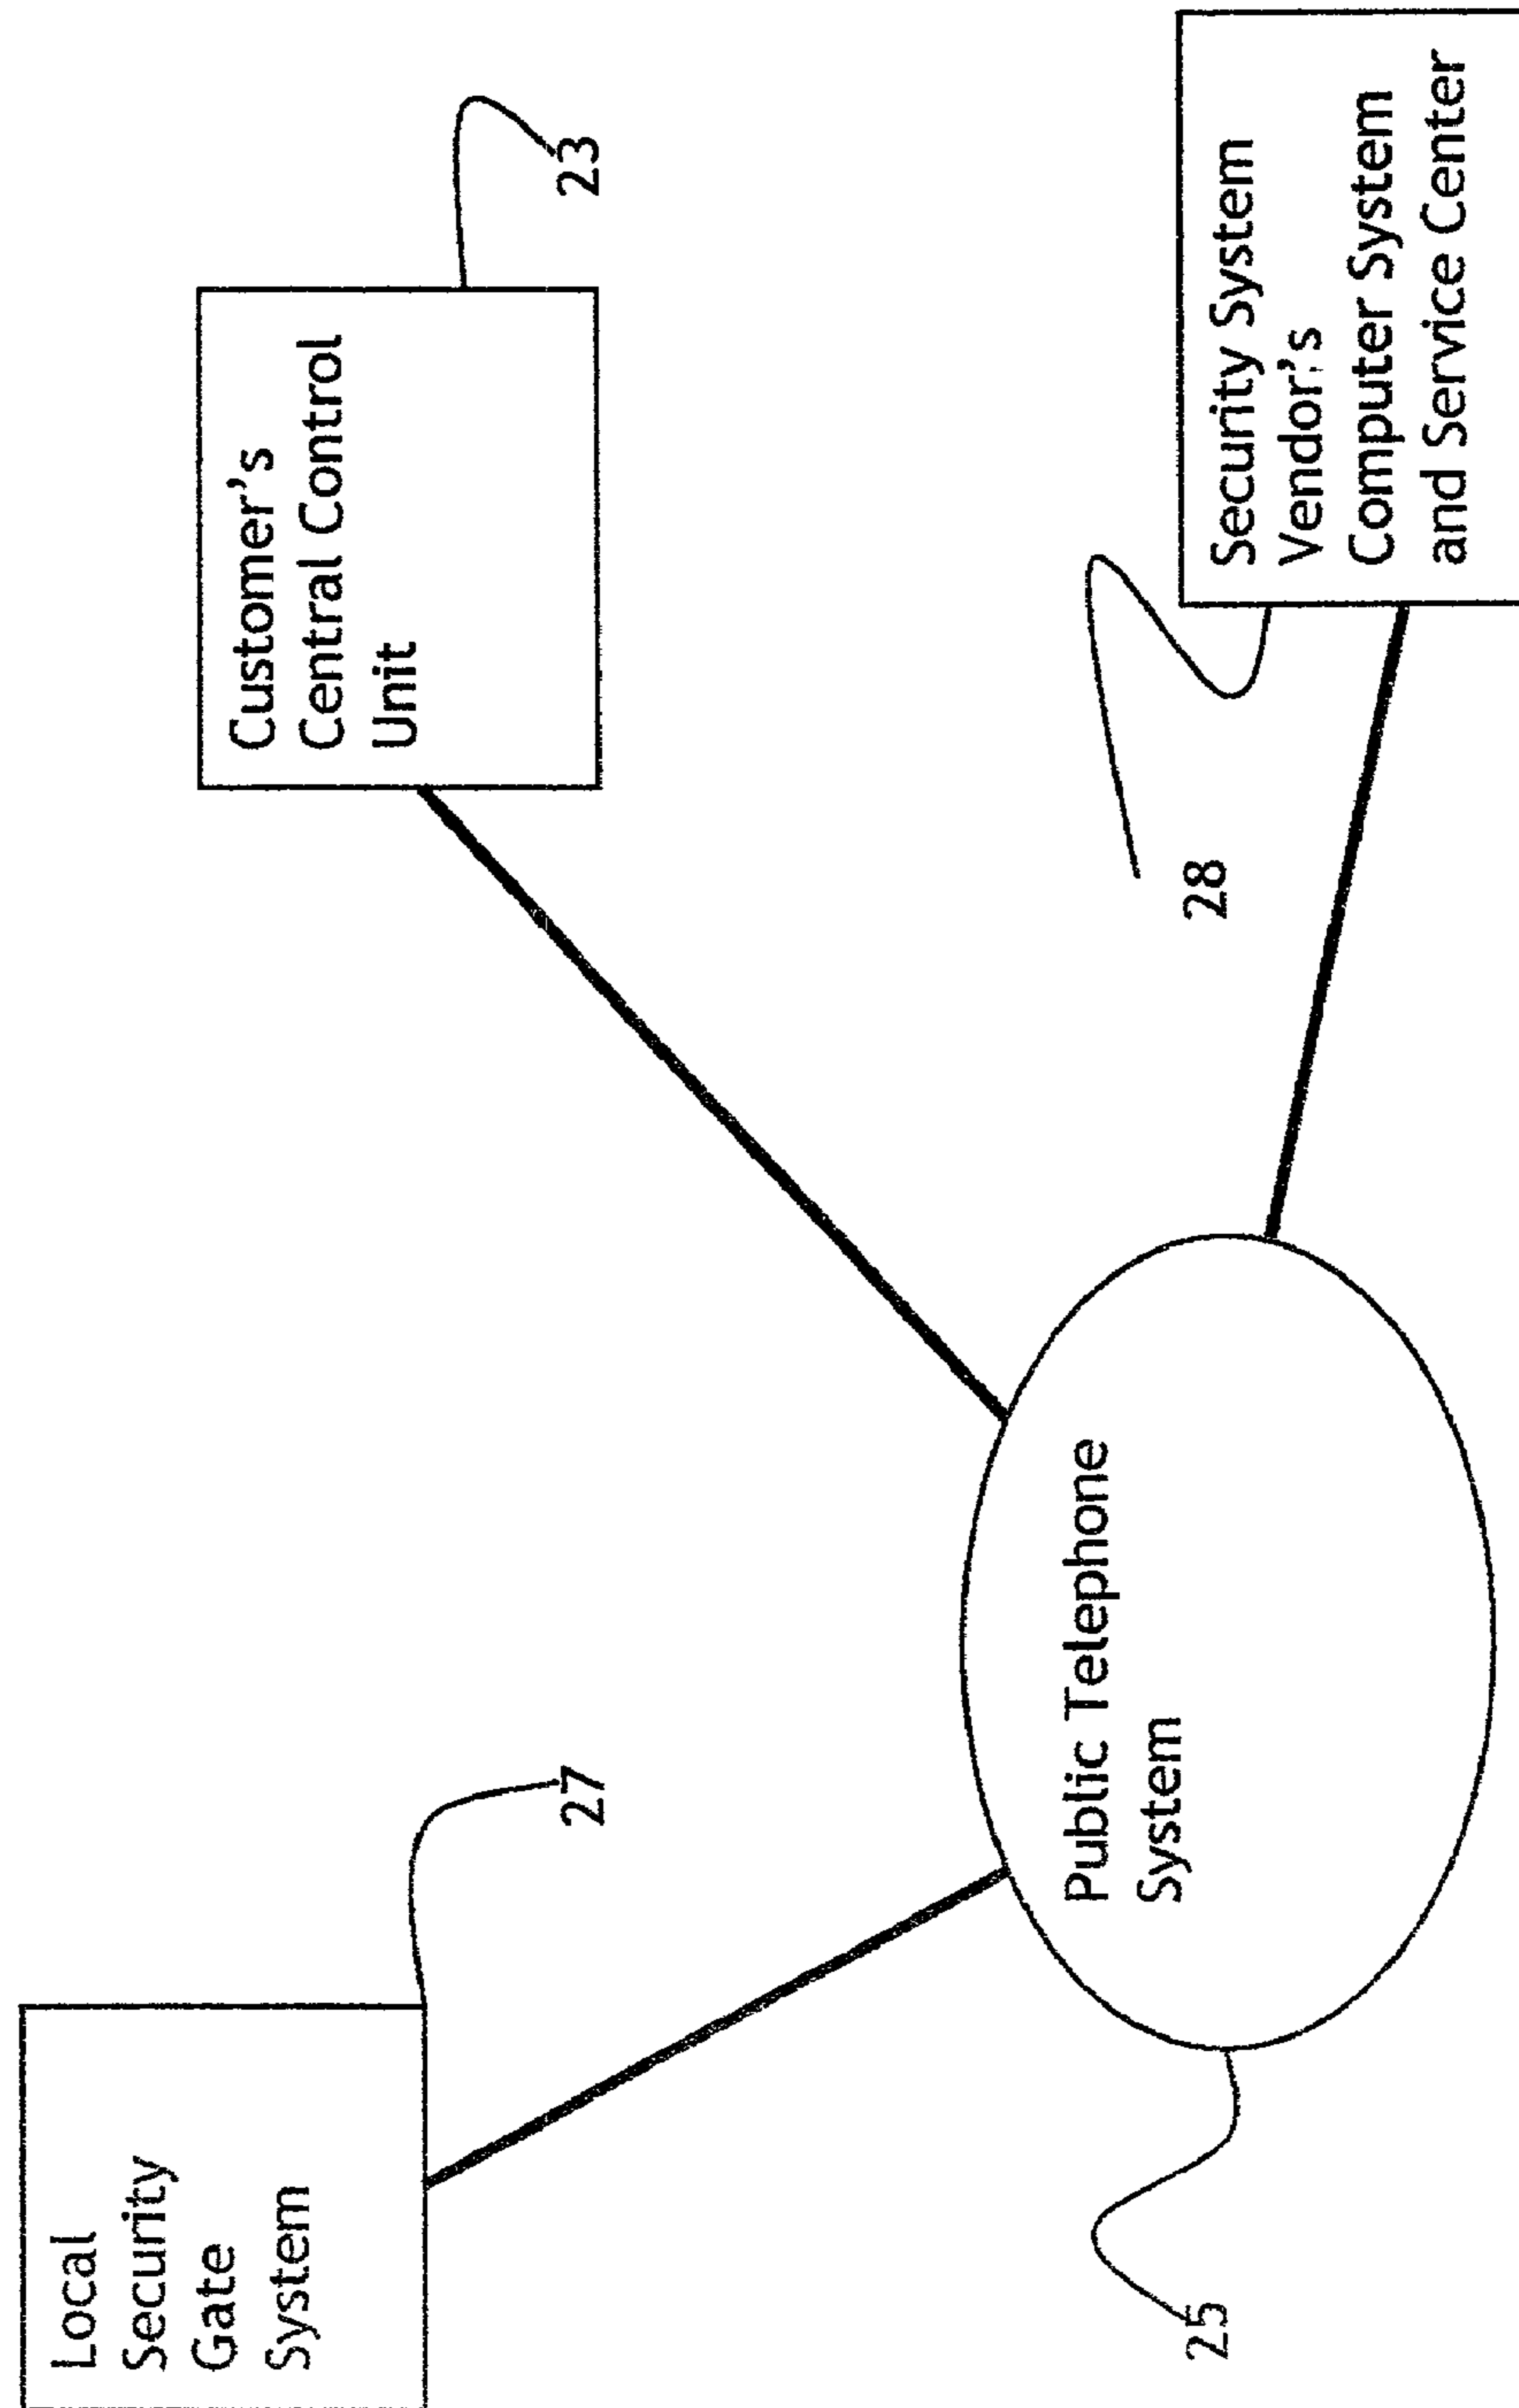 Local
Security
Gate
System
27
Customer's
Central Control
Unit
23
Public Telephone
System
25
28
Security System
Vendor's
Computer System
and Service Center